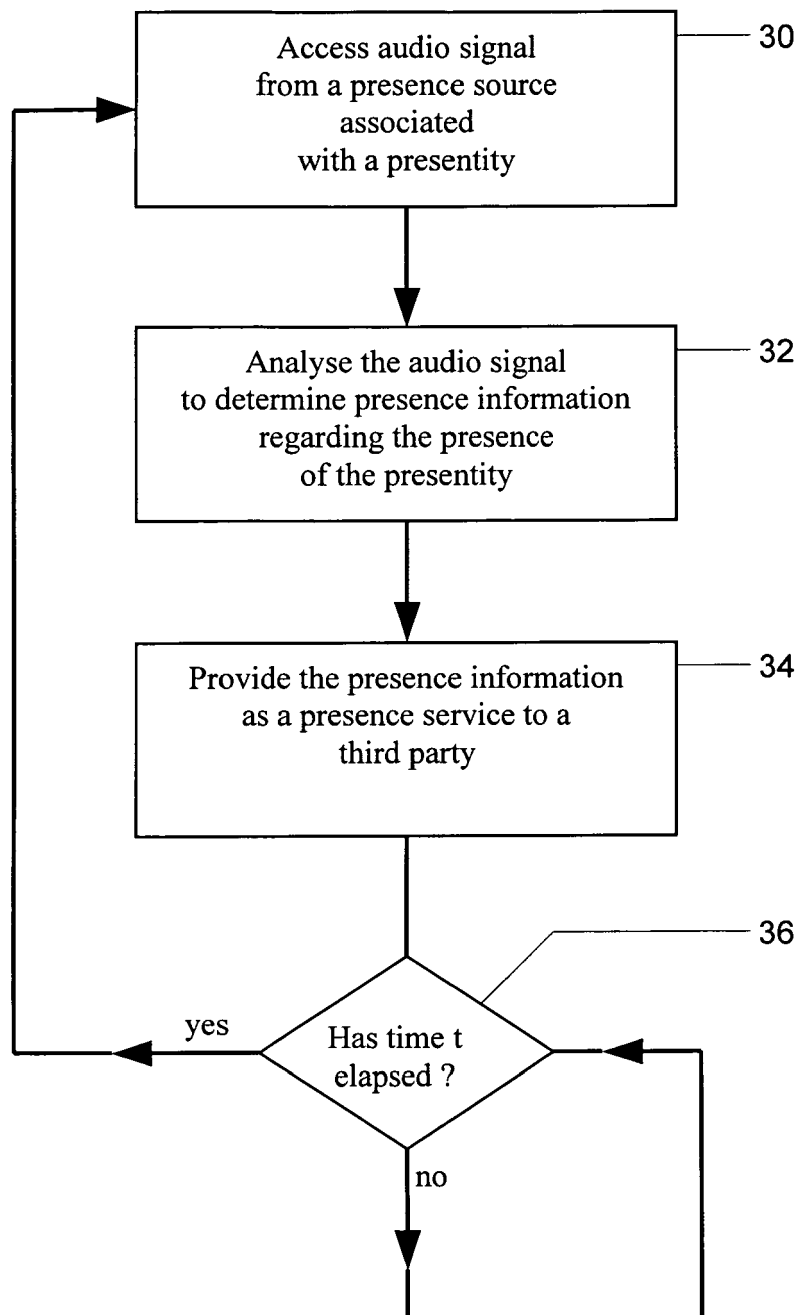 Access audio signal
from a presence source
associated
with a presentity
30
Analyse the audio signal
to determine presence information
regarding the presence
of the presentity
32
Provide the presence information
as a presence service to a
third party
34
36
yes
Has time t
elapsed ?
no